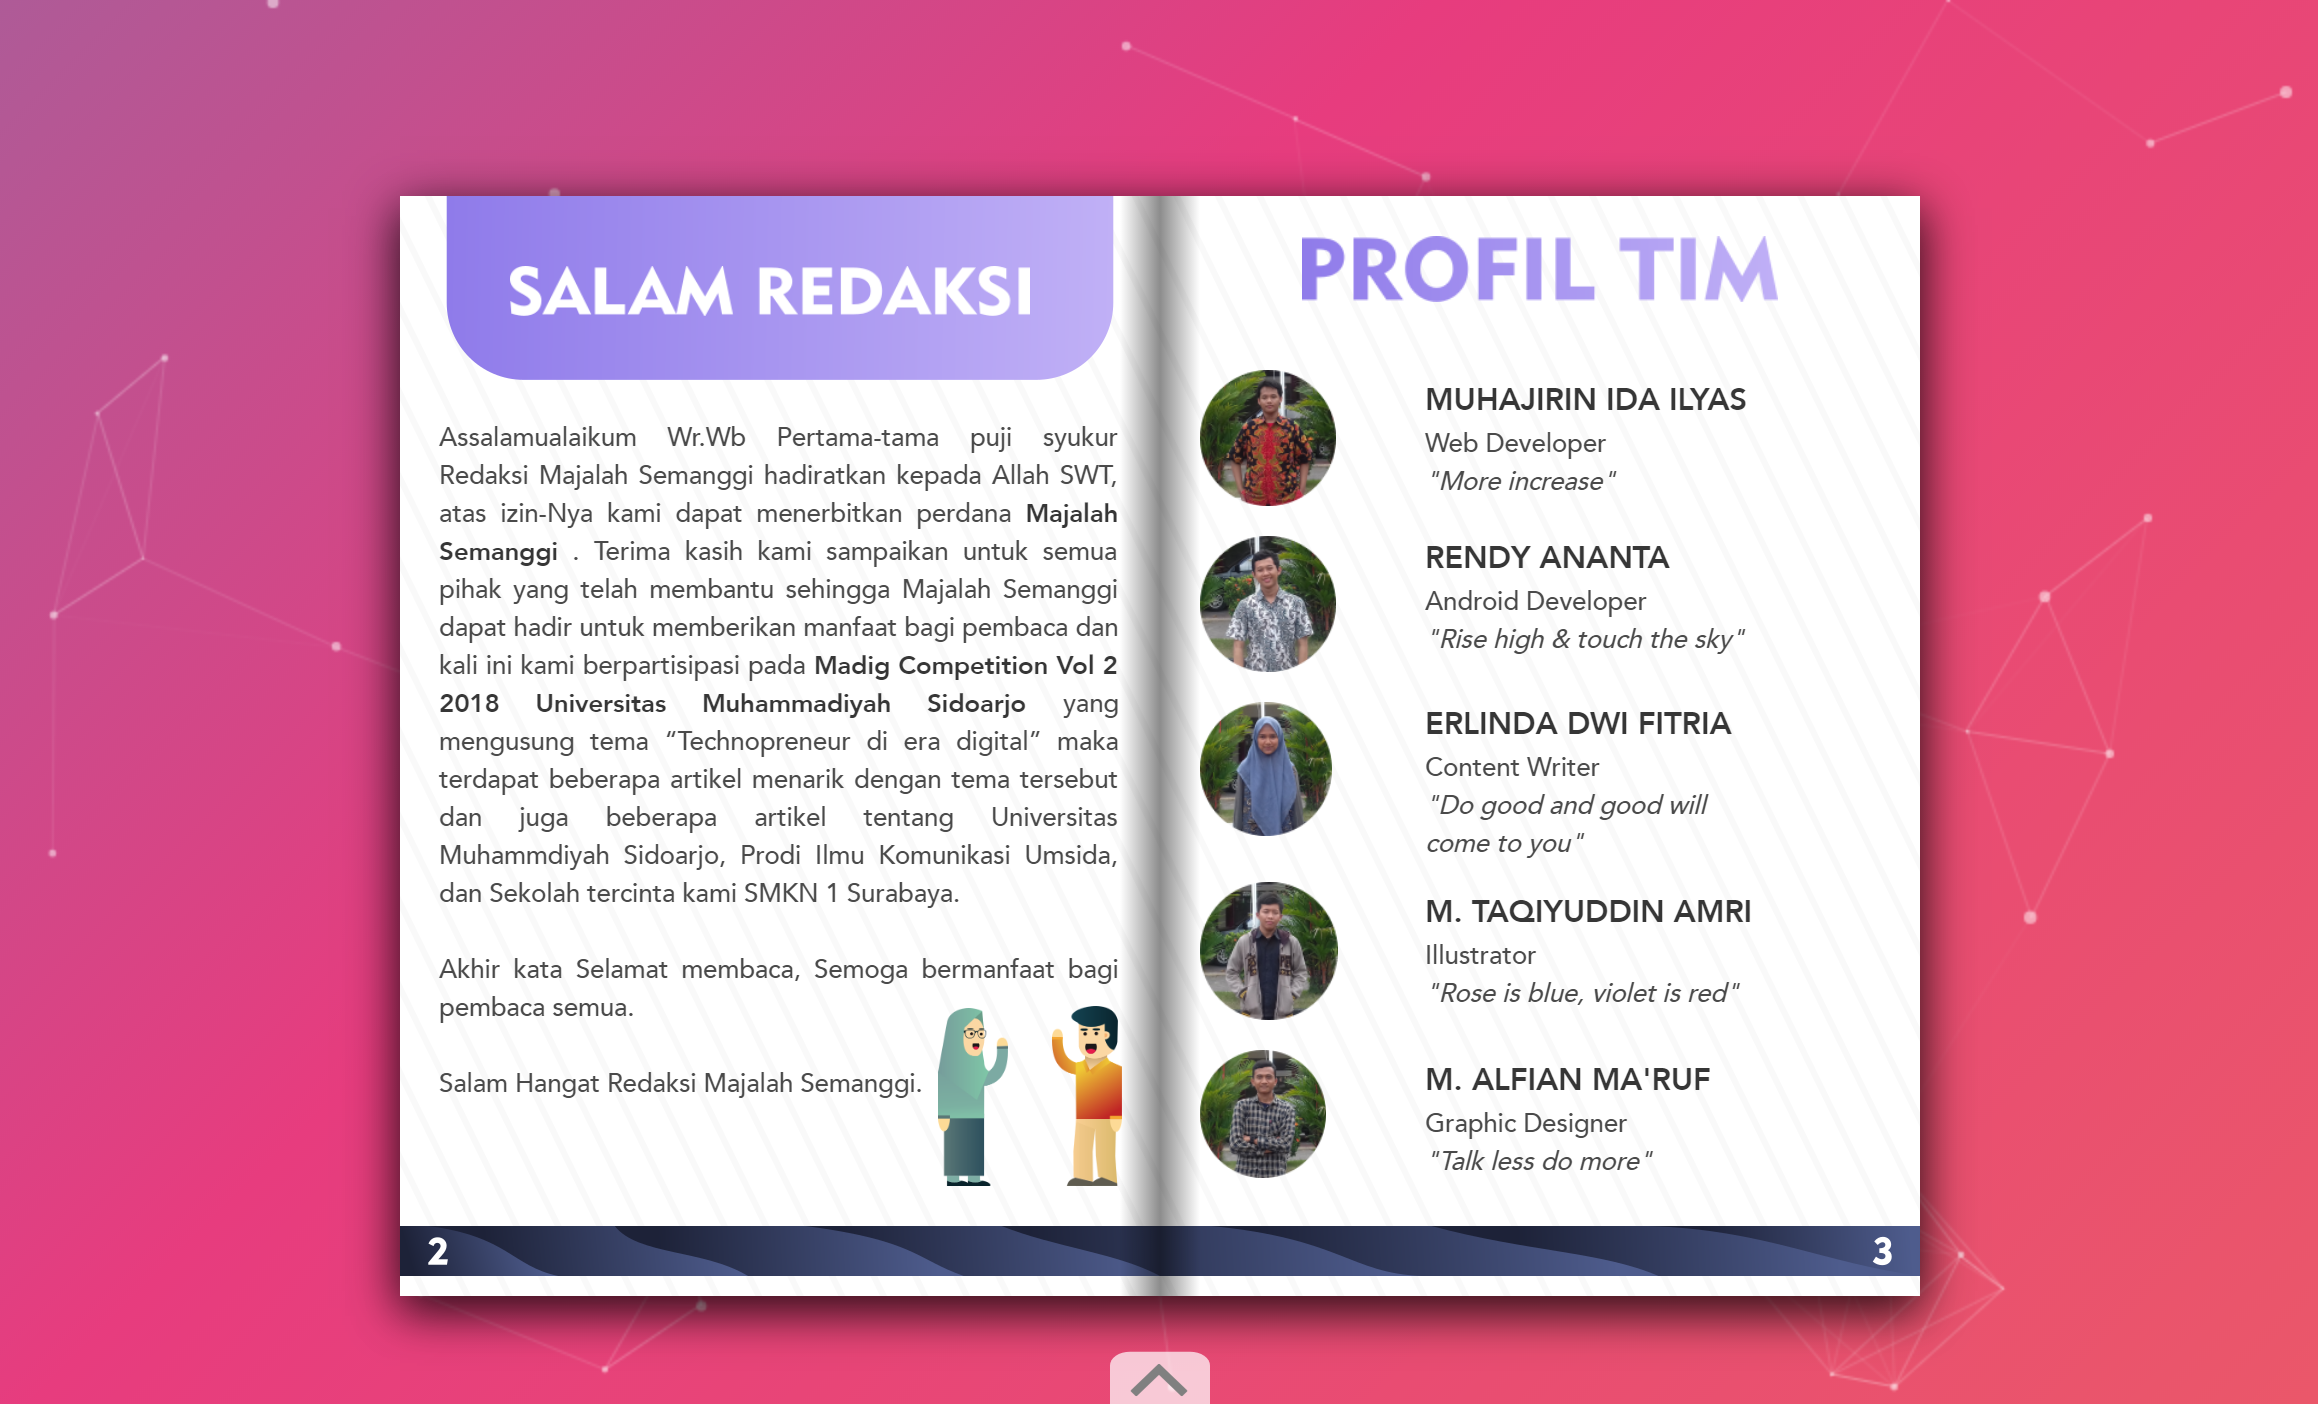 SALAM REDAKSI
Assalamualaikum Wr.Wb Pertama-tama puji syukur
Redaksi Majalah Semanggi hadiratkan kepada Allah SWT,
atas izin-Nya kami dapat menerbitkan perdana Majalah
Semanggi . Terima kasih kami sampaikan untuk semua
pihak yang telah membantu sehingga Majalah Semanggi
dapat hadir untuk memberikan manfaat bagi pembaca dan
kali ini kami berpartisipasi pada Madig Competition Vol 2
2018 Universitas Muhammadiyah Sidoarjo yang
mengusung tema “Technopreneur di era digital” maka
terdapat beberapa artikel menarik dengan tema tersebut
dan juga beberapa artikel tentang Universitas
Muhammdiyah Sidoarjo, Prodi Ilmu Komunikasi Umsida,
dan Sekolah tercinta kami SMKN 1 Surabaya.
Akhir kata Selamat membaca, Semoga bermanfaat bagi
pembaca semua.
Salam Hangat Redaksi Majalah Semanggi.
2
PROFIL TIM
MUHAJIRIN IDA ILYAS
Web Developer
"More increase"
RENDY ANANTA
Android Developer
"Rise high & touch the sky"
ERLINDA DWI FITRIA
Content Writer
"Do good and good will
come to you"
M. TAQIYUDDIN AMRI
Illustrator
"Rose is blue, violet is red"
M. ALFIAN MA'RUF
Graphic Designer
"Talk less do more"
3